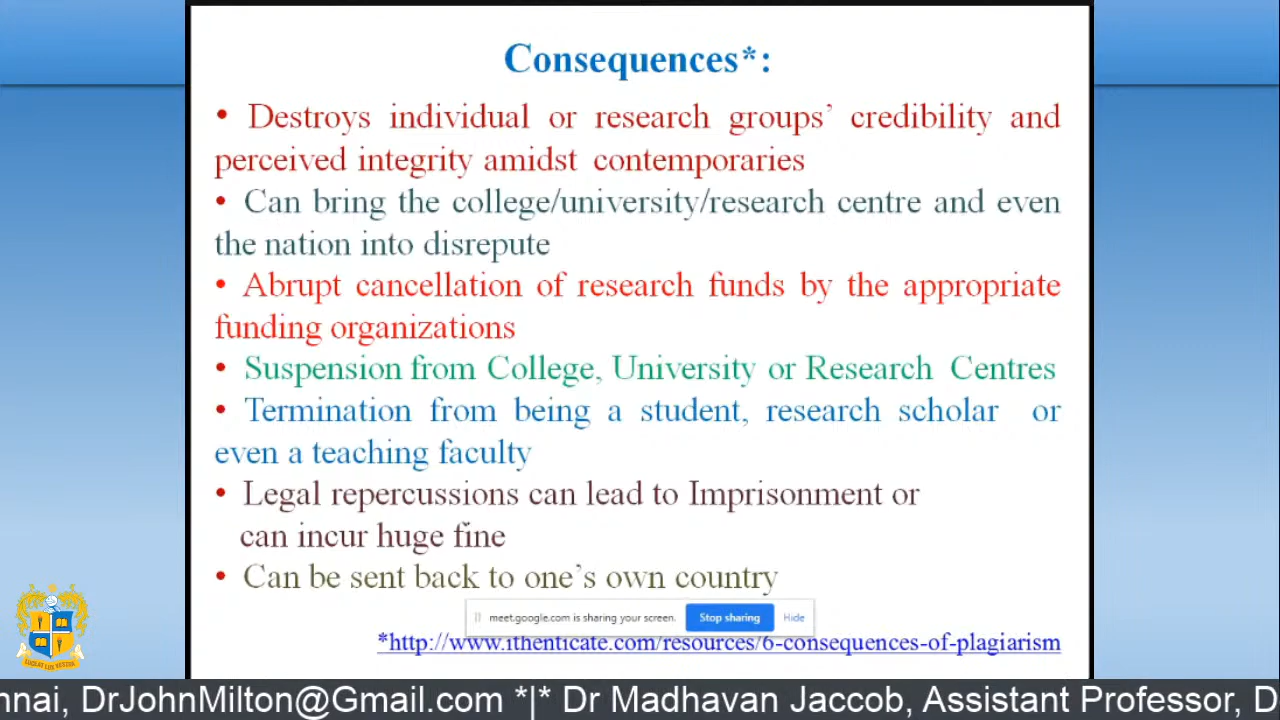 Consequences*:
• Destroys individual or research groups’ credibility and
perceived integrity amidst contemporaries
• Can bring the college/university/research centre and even
the nation into disrepute
• Abrupt cancellation of research funds by the appropriate
funding organizations
• Suspension from College, University or Research Centres
• Termination from being a student, research scholar or
even a teaching faculty
• Legal repercussions can lead to Imprisonment or
can incur huge fine
• Can be sent back to one’s own country
meet.google.com is sharing your screen. Stop sharing Hide
*http://www.ithenticate.com/resources/6-consequences-of-plagiarism
nnai, DrJohnMilton@Gmail.com *|* Dr Madhavan Jaccob, Assistant Professor, D